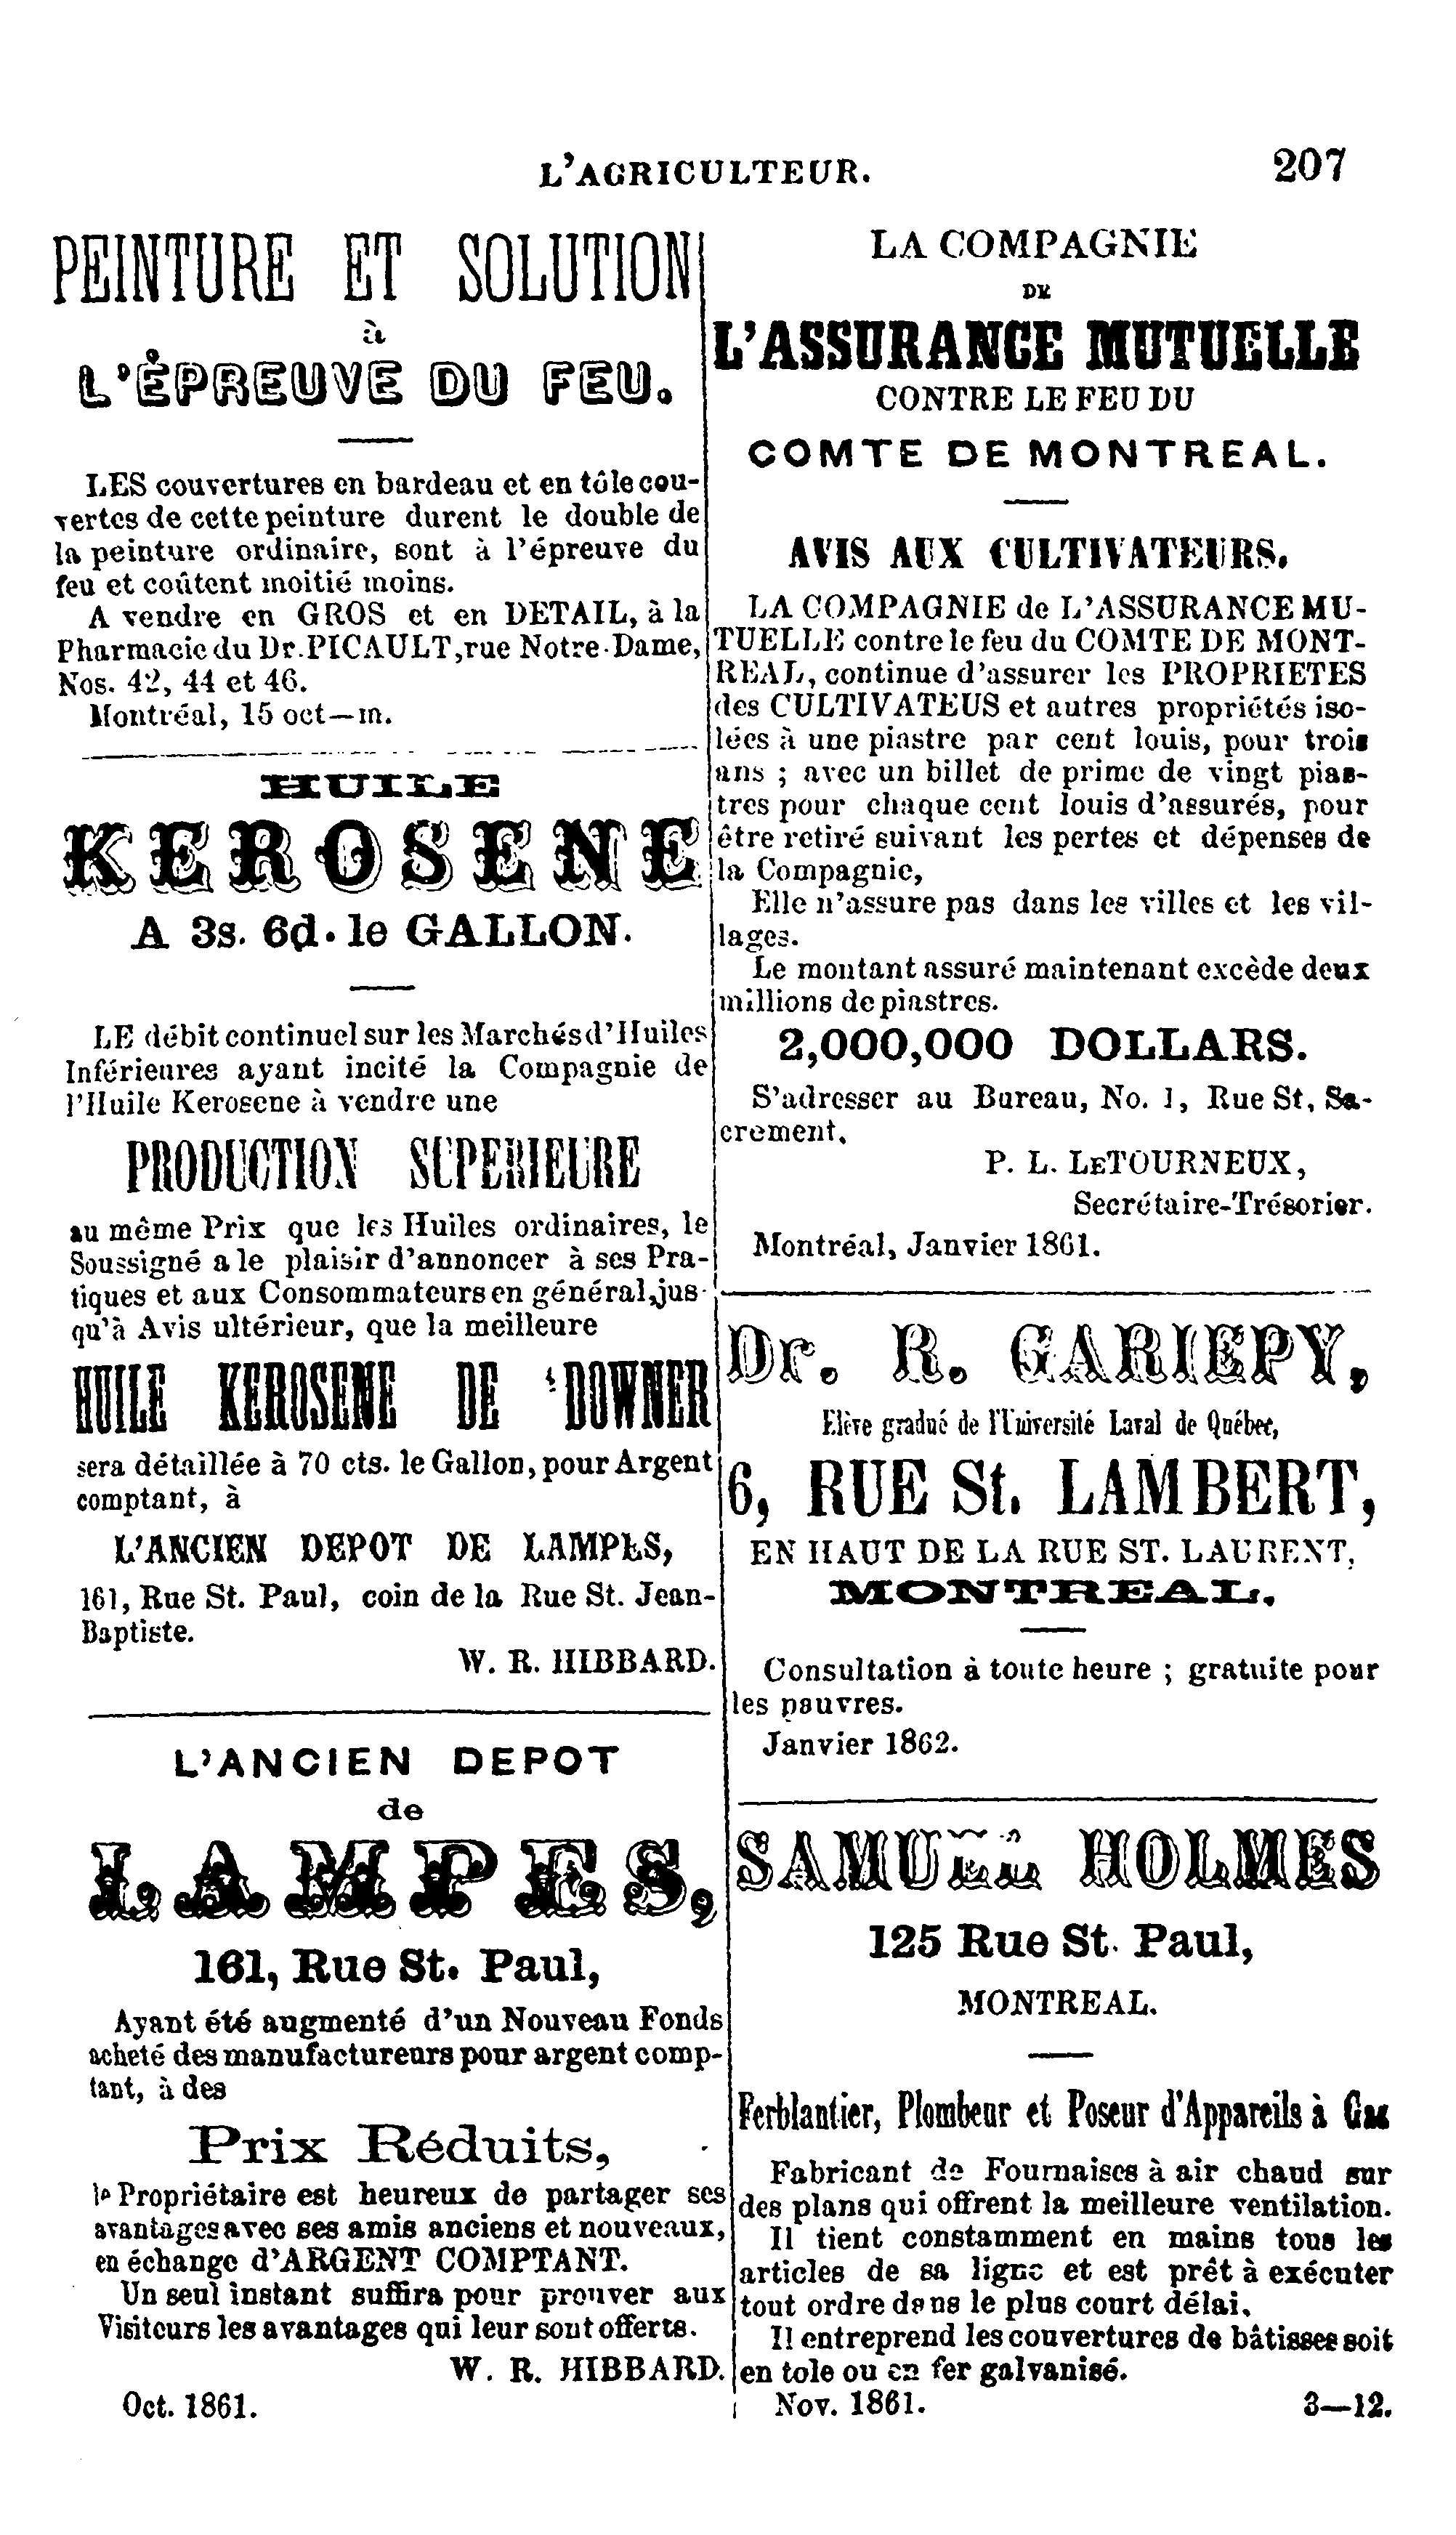 L'AGRICULTEUR.
207
PEINTURE ET SOLUTION
à
L'ÉPREUVE DU FEU.
LES couvertures en bardeau et en tôle cou-
vertes de cette peinture durent le double de
la peinture ordinaire, sont à l'épreuve du
feu et coûtent moitié moins.
A vendre en GROS et en DETAIL, à la
Pharmacie du Dr. PICAULT, rue Notre-Dame,
Nos. 42, 44 et 46.
Montréal, 15 oct—m.
HUILE
KEROSENE
A 3s. 6d. le GALLON.
LE débit continuel sur les Marchés d'Huiles
Inférieures ayant incité la Compagnie de
l'Huile Kerosene à vendre une
PRODUCTION SUPERIEURE
au même Prix que les Huiles ordinaires, le
Soussigné a le plaisir d'annoncer à ses Pra-
tiques et aux Consommateurs en général, jus-
qu'à Avis ultérieur, que la meilleure
HUILE KEROSENE DE 'DOWNER
sera détaillée à 70 cts. le Gallon, pour Argent
comptant, à
L'ANCIEN DEPOT DE LAMPES,
161, Rue St. Paul, coin de la Rue St. Jean-
Baptiste.
W. R. HIBBARD.
L'ANCIEN DEPOT
de
LAMPES,
161, Rue St. Paul,
Ayant été augmenté d'un Nouveau Fonds
acheté des manufactureurs pour argent comp-
tant, à des
Prix Réduits,
le Propriétaire est heureux de partager ses
avantages avec ses amis anciens et nouveaux,
en échange d'ARGENT COMPTANT.
Un seul instant suffira pour prouver aux
Visiteurs les avantages qui leur sont offerts.
W. R. HIBBARD.
Oct. 1861.
LA COMPAGNIE
DE
L'ASSURANCE MUTUELLE
CONTRE LE FEU DU
COMTE DE MONTREAL.
AVIS AUX CULTIVATEURS.
LA COMPAGNIE de L'ASSURANCE MU-
TUELLE contre le feu du COMTE DE MONT-
REAL, continue d'assurer les PROPRIETES
des CULTIVATEUS et autres propriétés iso-
lées à une piastre par cent louis, pour trois
ans ; avec un billet de prime de vingt pias-
tres pour chaque cent louis d'assurés, pour
être retiré suivant les pertes et dépenses de
la Compagnie,
Elle n'assure pas dans les villes et les vil-
lages.
Le montant assuré maintenant excède deux
millions de piastres.
2,000,000 DOLLARS.
S'adresser au Bureau, No. 1, Rue St, Sa-
crement.
P. L. LETOURNEUX,
Secrétaire-Trésorier.
Montréal, Janvier 1861.
Dr. R. GARIEPY,
Elève gradué de l'Université Laval de Québec,
6, RUE St. LAMBERT,
EN HAUT DE LA RUE ST. LAURENT,
MONTREAL.
Consultation à toute heure ; gratuite pour
les pauvres.
Janvier 1862.
SAMUEL HOLMES
125 Rue St. Paul,
MONTREAL.
Ferblantier, Plombeur et Poseur d'Appareils à Gas
Fabricant de Fournaises à air chaud sur
des plans qui offrent la meilleure ventilation.
Il tient constamment en mains tous les
articles de sa ligne et est prêt à exécuter
tout ordre dans le plus court délai.
Il entreprend les couvertures de bâtisses soit
en tole ou en fer galvanisé.
Nov. 1861.
3—12.